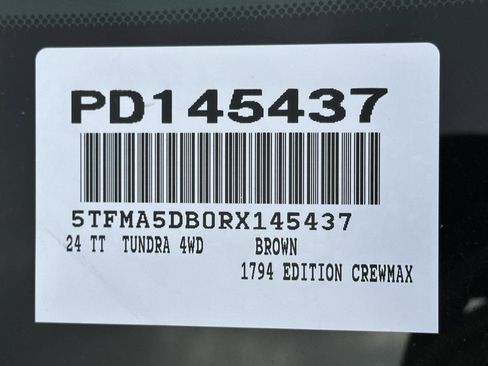 PD145437
5TFMA5DB0RX145437
24 TT TUNDRA 4WD BROWN
1794 EDITION CREWMAX